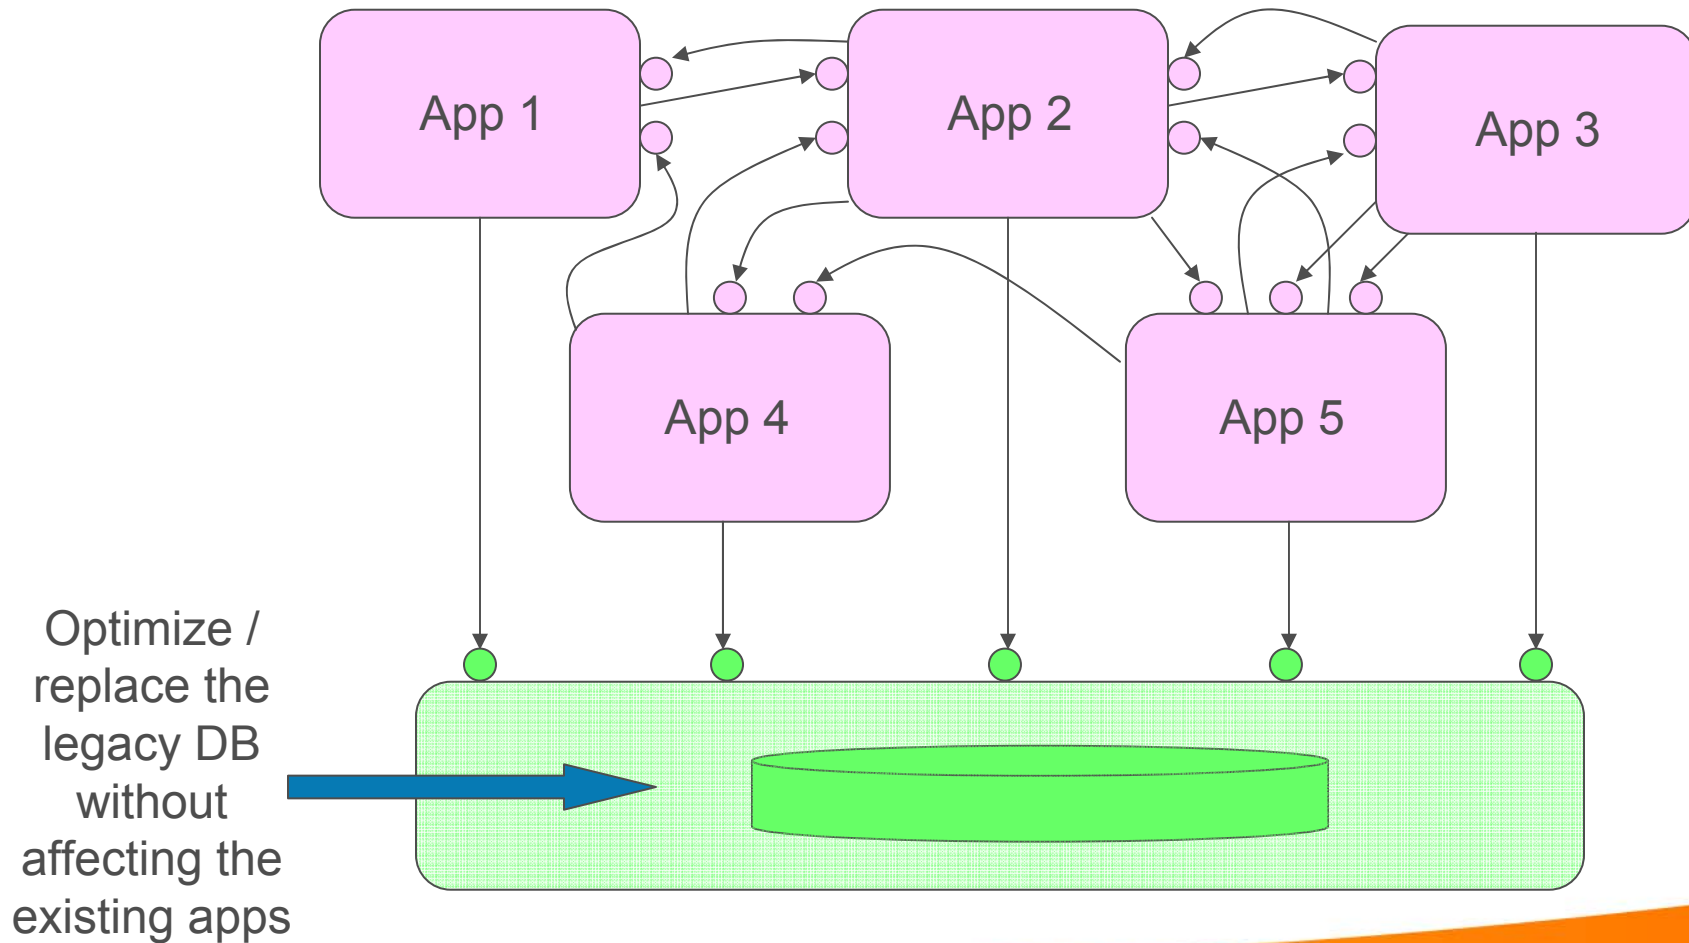 App 1
App 2
App 3
App 4
App 5
Optimize /
replace the
legacy DB
without
affecting the
existing apps